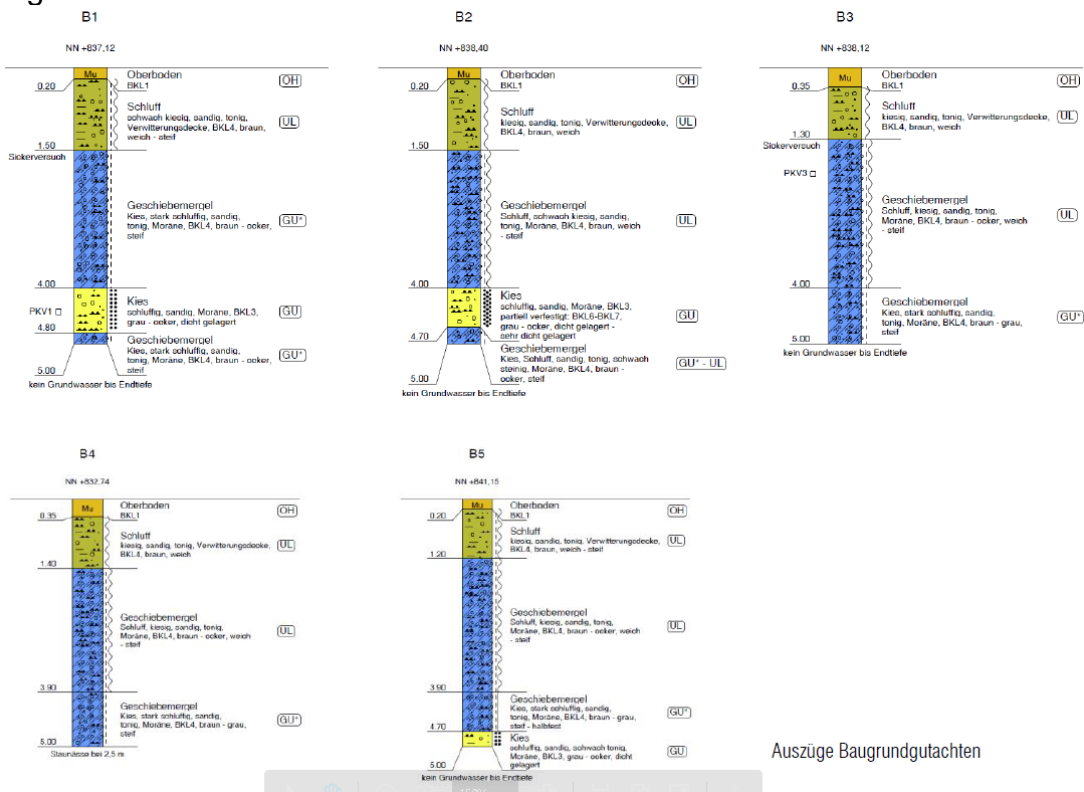 B1
NN +837,12
Mu
Oberboden
BKL1
OH
0.20
Schluff
schwach kiesig, sandig, tonig,
Verwitterungsdecke, BKL4, braun,
weich - steif
UL
1.50
Sickerversuch
Geschiebemergel
Kies, stark schluffig, sandig,
tonig, Moräne, BKL4, braun - ocker,
steif
GU*
4.00
Kies
schluffig, sandig, Moräne, BKL3,
grau - ocker, dicht gelagert
GU
PKV1
4.80
Geschiebemergel
Kies, stark schluffig, sandig,
tonig, Moräne, BKL4, braun - ocker,
steif
GU*
5.00
kein Grundwasser bis Endtiefe
B2
NN +838,40
Mu
Oberboden
BKL1
OH
0.20
Schluff
kiesig, sandig, tonig, Verwitterungsdecke,
BKL4, braun, weich
UL
1.50
Geschiebemergel
Schluff, schwach kiesig, sandig,
tonig, Moräne, BKL4, braun, weich
- steif
UL
4.00
Kies
schluffig, sandig, Moräne, BKL3,
partiell verfestigt: BKL6-BKL7,
grau - ocker, dicht gelagert -
sehr dicht gelagert
GU
4.70
Geschiebemergel
Kies, Schluff, sandig, tonig, schwach
steinig, Moräne, BKL4, braun -
ocker, steif
GU* - UL
5.00
kein Grundwasser bis Endtiefe
B3
NN +838,12
Mu
Oberboden
BKL1
OH
0.35
Schluff
kiesig, sandig, tonig, Verwitterungsdecke,
BKL4, braun, weich
UL
1.30
Sickerversuch
PKV3
Geschiebemergel
Schluff, kiesig, sandig, tonig,
Moräne, BKL4, braun - ocker, weich
- steif
UL
4.00
Geschiebemergel
Kies, stark schluffig, sandig,
tonig, Moräne, BKL4, braun - grau,
steif
GU*
5.00
kein Grundwasser bis Endtiefe
B4
NN +832,74
Mu
Oberboden
BKL1
OH
0.35
Schluff
kiesig, sandig, tonig, Verwitterungsdecke,
BKL4, braun, weich
UL
1.40
Geschiebemergel
Schluff, kiesig, sandig, tonig,
Moräne, BKL4, braun - ocker, weich
- steif
UL
3.90
Geschiebemergel
Kies, stark schluffig, sandig,
tonig, Moräne, BKL4, braun - grau,
steif
GU*
5.00
Staunässe bei 2,5 m
B5
NN +841,15
Mu
Oberboden
BKL1
OH
0.20
Schluff
kiesig, sandig, tonig, Verwitterungsdecke,
BKL4, braun, weich - steif
UL
1.20
Geschiebemergel
Schluff, kiesig, sandig, tonig,
Moräne, BKL4, braun - ocker, weich
- steif
UL
3.90
Geschiebemergel
Kies, stark schluffig, sandig,
tonig, Moräne, BKL4, braun - grau,
steif - halbfest
GU*
4.70
Kies
schluffig, sandig, schwach tonig,
Moräne, BKL3, grau - ocker, dicht
gelagert
GU
5.00
kein Grundwasser bis Endtiefe
Auszüge Baugrundgutachten